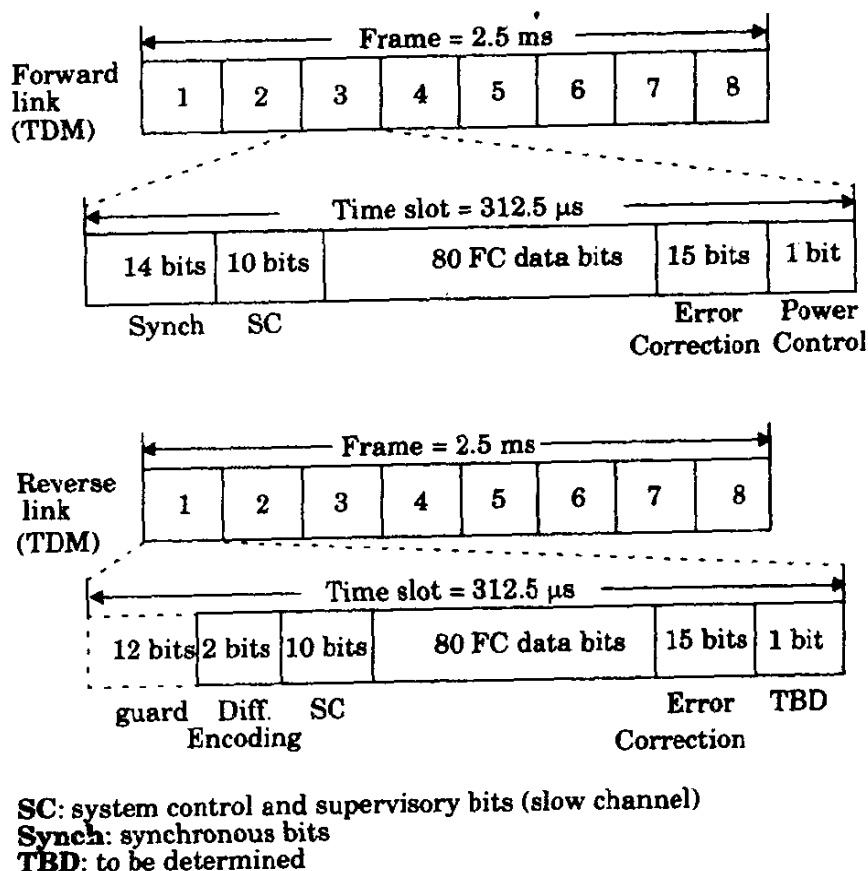 Frame = 2.5 ms
Forward
link
(TDM)
1 2 3 4 5 6 7 8
Time slot = 312.5 μs
14 bits 10 bits 80 FC data bits 15 bits 1 bit
Synch SC Error Power
Correction Control
Frame = 2.5 ms
Reverse
link
(TDM)
1 2 3 4 5 6 7 8
Time slot = 312.5 μs
12 bits 2 bits 10 bits 80 FC data bits 15 bits 1 bit
guard Diff. SC Error TBD
Encoding Correction
SC: system control and supervisory bits (slow channel)
Synch: synchronous bits
TBD: to be determined